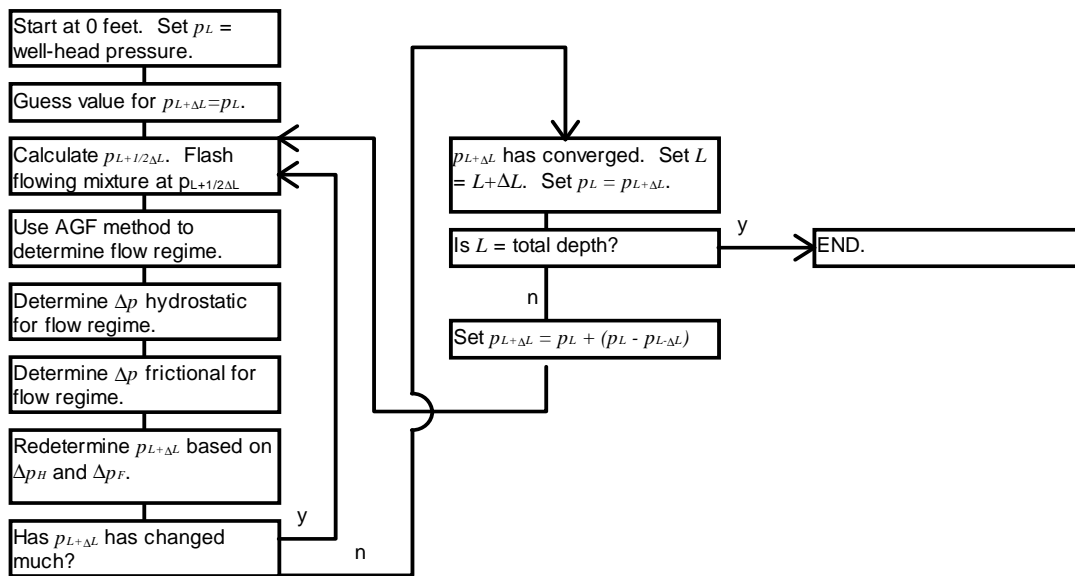 Start at 0 feet.  Set pL =
well-head pressure.
Guess value for pL+ΔL=pL.
Calculate pL+1/2ΔL.  Flash
flowing mixture at pL+1/2ΔL
Use AGF method to
determine flow regime.
Determine Δp hydrostatic
for flow regime.
Determine Δp frictional for
flow regime.
Redetermine pL+ΔL based on
ΔpH and ΔpF.
Has pL+ΔL has changed
much?
y
n
pL+ΔL has converged.  Set L
= L+ΔL.  Set pL = pL+ΔL.
Is L = total depth?
y
n
Set pL+ΔL = pL + (pL - pL-ΔL)
END.